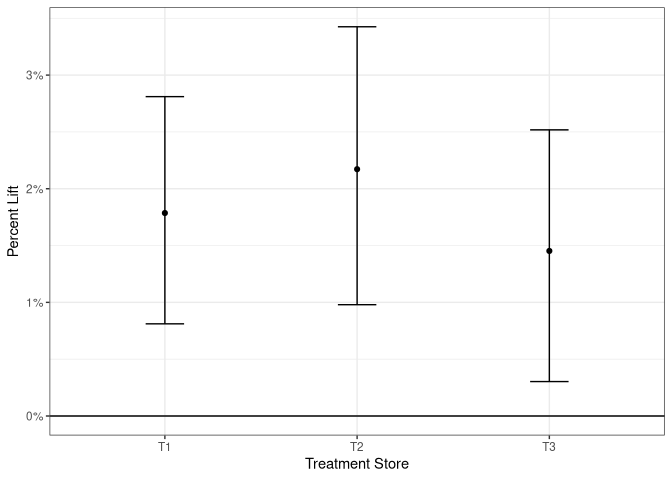 Percent Lift
3%
2%
1%
0%
T1 T2 T3
Treatment Store